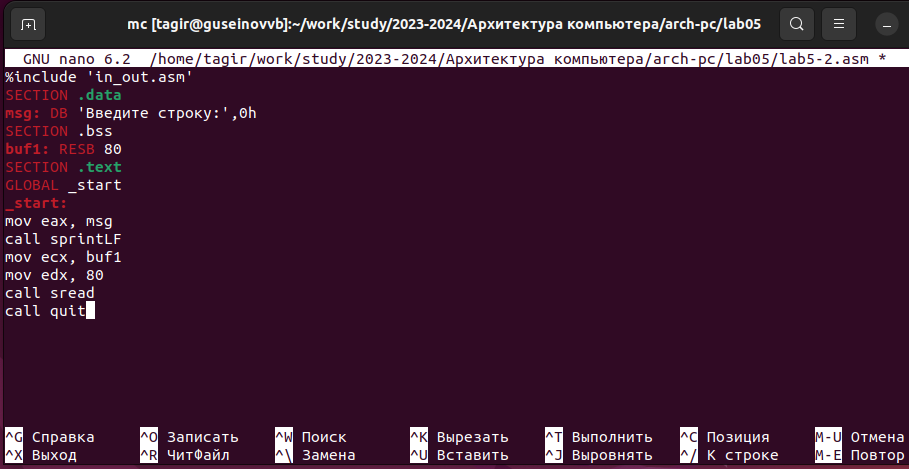 mc [tagir@guseinovvb]:~/work/study/2023-2024/Архитектура компьютера/arch-pc/lab05
GNU nano 6.2 /home/tagir/work/study/2023-2024/Архитектура компьютера/arch-pc/lab05/lab5-2.asm *
%include 'in_out.asm'
SECTION .data
msg: DB 'Введите строку:',0h
SECTION .bss
buf1: RESB 80
SECTION .text
GLOBAL _start
_start:
mov eax, msg
call sprintLF
mov ecx, buf1
mov edx, 80
call sread
call quit
^G Справка ^O Записать ^W Поиск ^K Вырезать ^T Выполнить ^C Позиция M-U Отмена
^X Выход ^R ЧитФайл ^\ Замена ^U Вставить ^J Выровнять ^/ К строке M-E Повтор